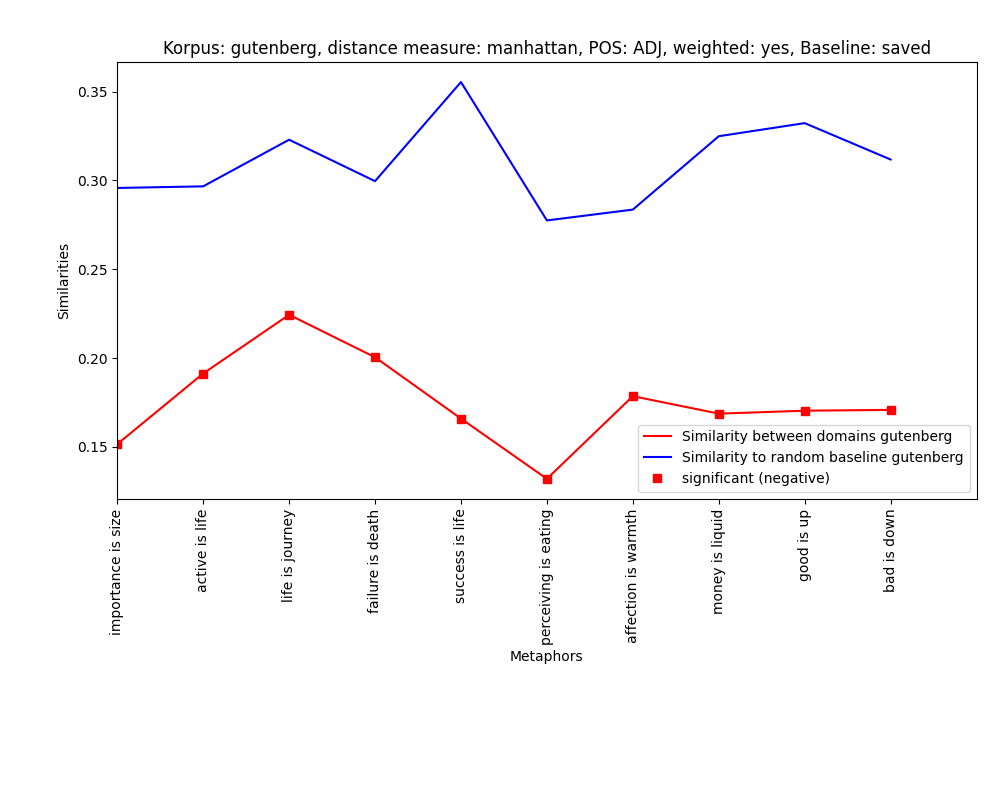 Korpus: gutenberg, distance measure: manhattan, POS: ADJ, weighted: yes, Baseline: saved
Similarities
0.35
0.30
0.25
0.20
0.15
Similarity between domains gutenberg
Similarity to random baseline gutenberg
significant (negative)
importance is size
active is life
life is journey
failure is death
success is life
perceiving is eating
affection is warmth
money is liquid
good is up
bad is down
Metaphors